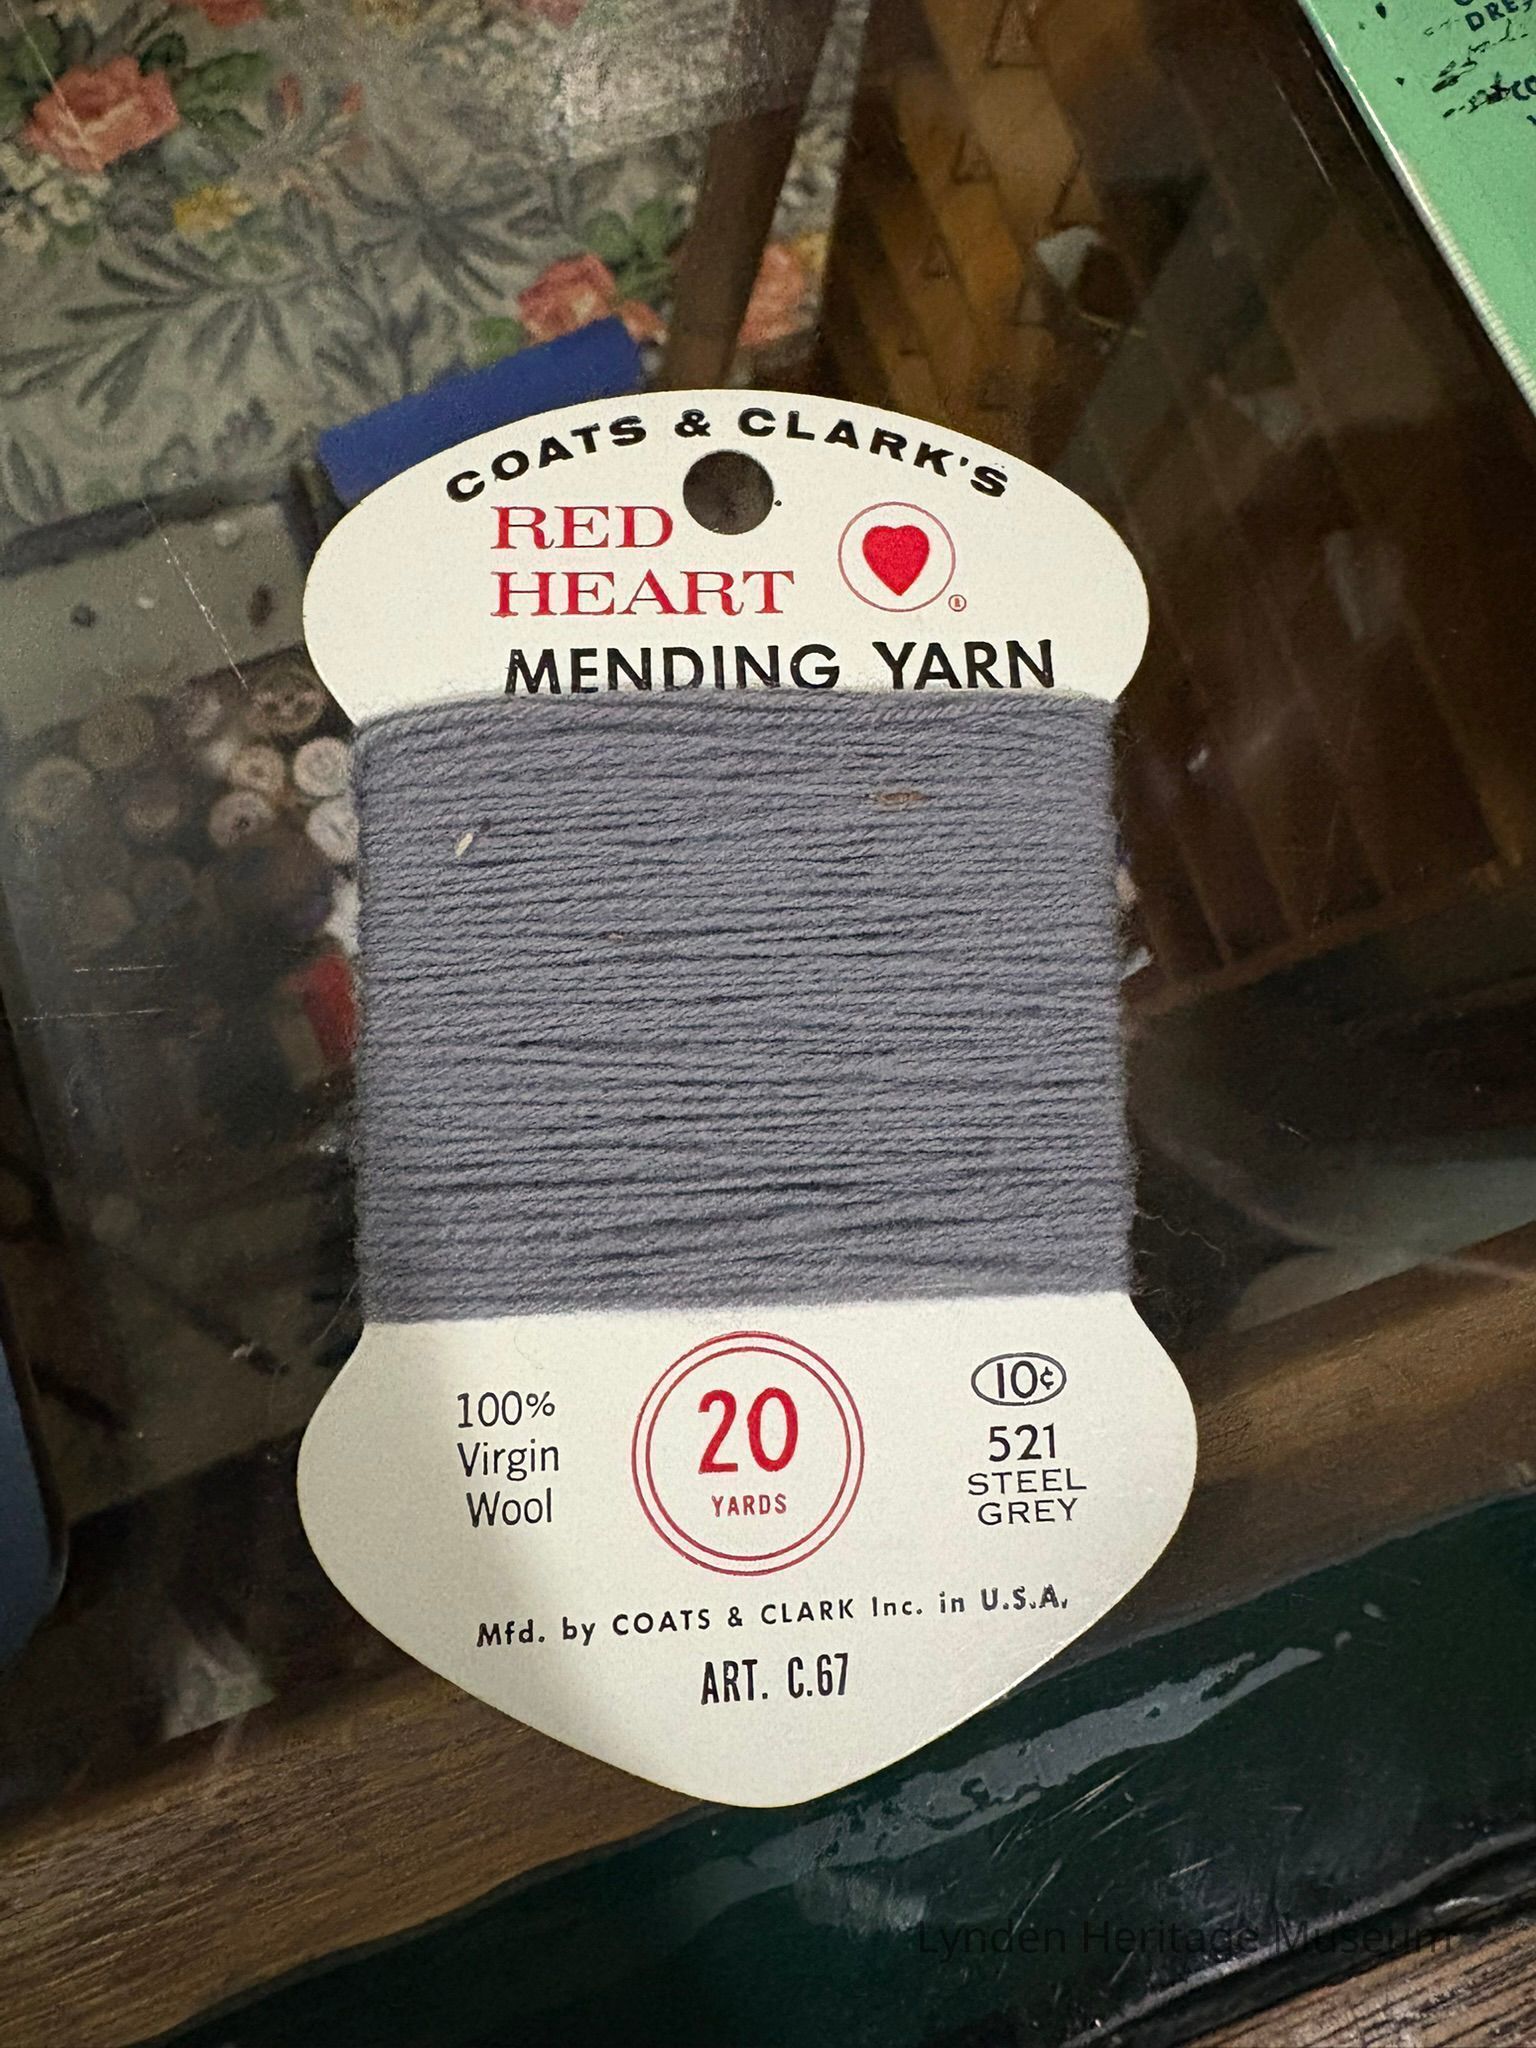 COATS & CLARK'S
RED
HEART
®
MENDING YARN
100%
Virgin
Wool
20
YARDS
10¢
521
STEEL
GREY
Mfd. by COATS & CLARK Inc. in U.S.A.
ART. C.67
Lynden Heritage Museum